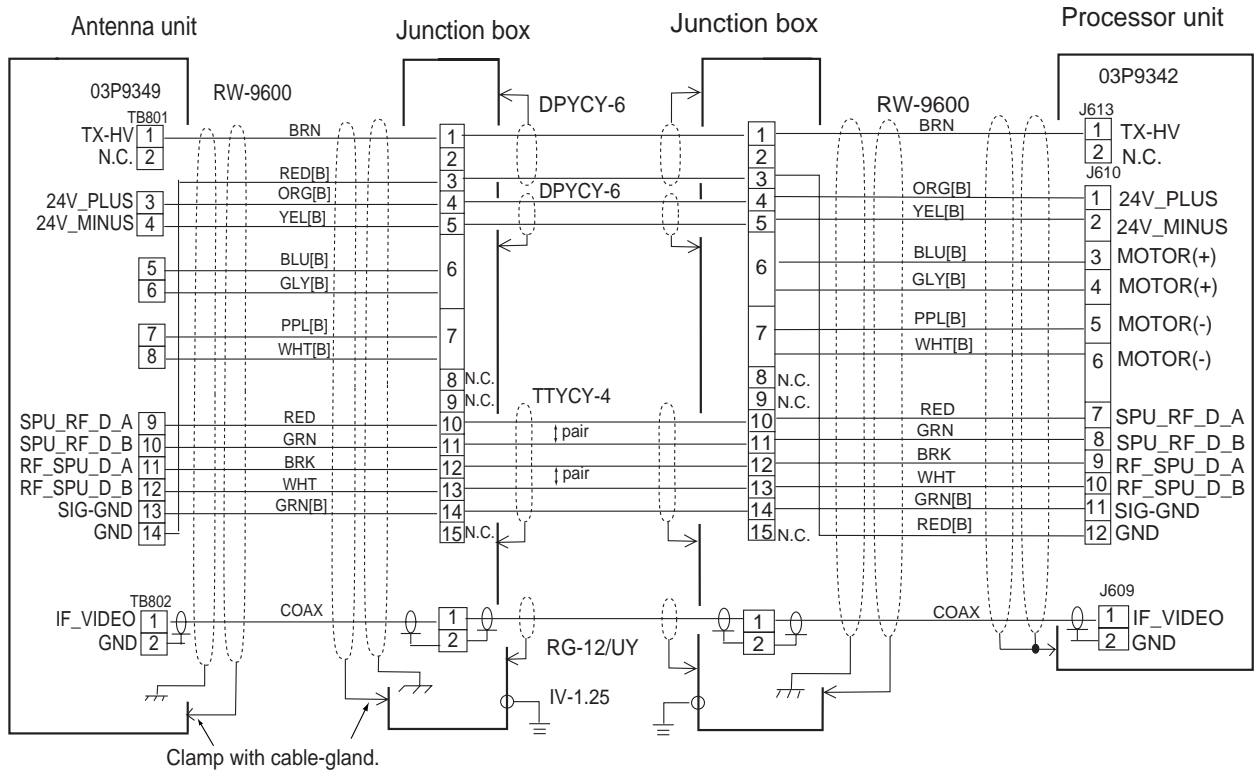 Antenna unit
Junction box
Junction box
Processor unit
03P9349
RW-9600
DPYCY-6
RW-9600
03P9342
TB801
J613
TX-HV 1 BRN 1 1 BRN 1 TX-HV
N.C. 2 2 2 2 N.C.
J610
RED[B] 3 DPYCY-6 3
24V_PLUS 3 ORG[B] 4 4 ORG[B] 1 24V_PLUS
24V_MINUS 4 YEL[B] 5 5 YEL[B] 2 24V_MINUS
5 BLU[B] 6 6 BLU[B] 3 MOTOR(+)
6 GLY[B] GLY[B] 4 MOTOR(+)
7 PPL[B] 7 7 PPL[B] 5 MOTOR(-)
8 WHT[B] WHT[B] 6 MOTOR(-)
8 N.C. 8 N.C.
9 N.C. TTYCY-4 9 N.C.
SPU_RF_D_A 9 RED 10 10 RED 7 SPU_RF_D_A
pair
SPU_RF_D_B 10 GRN 11 11 GRN 8 SPU_RF_D_B
RF_SPU_D_A 11 BRK 12 12 BRK 9 RF_SPU_D_A
pair
RF_SPU_D_B 12 WHT 13 13 WHT 10 RF_SPU_D_B
SIG-GND 13 GRN[B] 14 14 GRN[B] 11 SIG-GND
GND 14 15 N.C. 15 N.C. RED[B] 12 GND
TB802
J609
IF_VIDEO 1 COAX 1 1 COAX 1 IF_VIDEO
GND 2 2 2 2 GND
RG-12/UY
IV-1.25
Clamp with cable-gland.